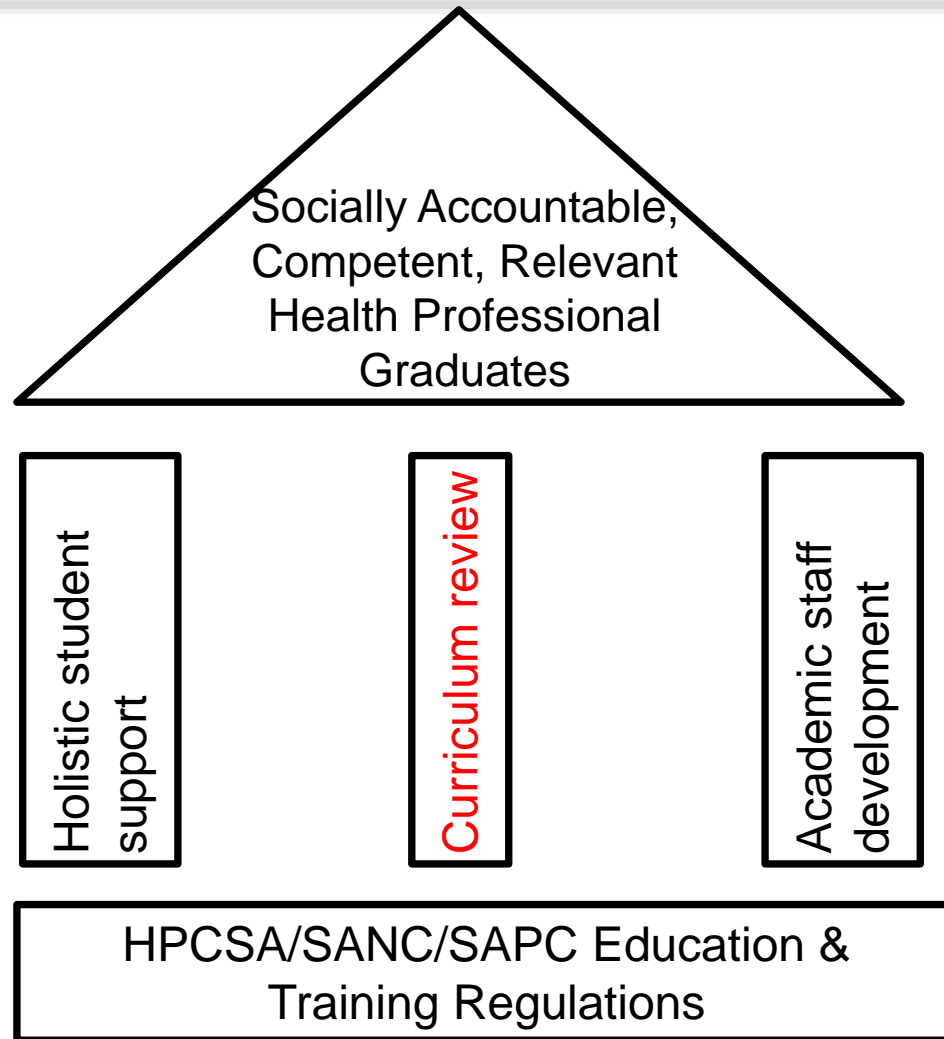 Socially Accountable,
Competent, Relevant
Health Professional
Graduates
Holistic student
support
Curriculum review
Academic staff
development
HPCSA/SANC/SAPC Education &
Training Regulations